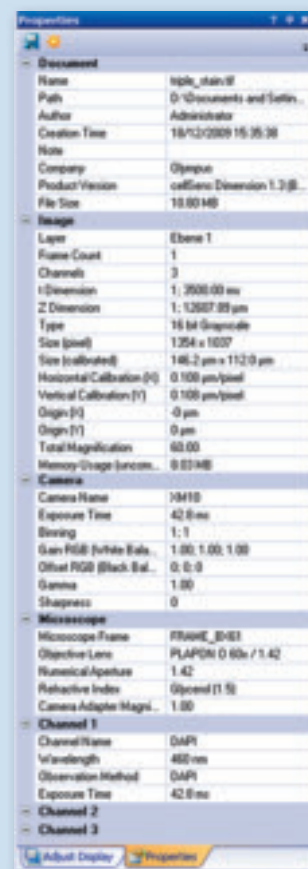 Properties
Document
Name triple_stain.tif
Path D:\Documents and Settin...
Author Administrator
Creation Time 18/12/2009 15:35:38
Note
Company Olympus
Product Version cellSens Dimension 1.3 (B...
File Size 10.80 MB
Image
Layer Ebene 1
Frame Count 1
Channels 3
t Dimension 1; 3500.00 ms
Z Dimension 1; 12687.89 µm
Type 16 bit Grayscale
Size (pixel) 1354 x 1037
Size (calibrated) 146.2 µm x 112.0 µm
Horizontal Calibration (X) 0.108 µm/pixel
Vertical Calibration (Y) 0.108 µm/pixel
Origin (X) -0 µm
Origin (Y) 0 µm
Total Magnification 60.00
Memory Usage (uncom... 8.03 MB
Camera
Camera Name XM10
Exposure Time 42.8 ms
Binning 1; 1
Gain RGB (White Bala... 1.00; 1.00; 1.00
Offset RGB (Black Bal... 0; 0; 0
Gamma 1.00
Sharpness 0
Microscope
Microscope Frame FRAME_BX61
Objective Lens PLAPON O 60x / 1.42
Numerical Aperture 1.42
Refractive Index Glycerol (1.5)
Camera Adapter Magni... 1.00
Channel 1
Channel Name DAPI
Wavelength 460 nm
Observation Method DAPI
Exposure Time 42.8 ms
Channel 2
Channel 3
Adjust Display Properties